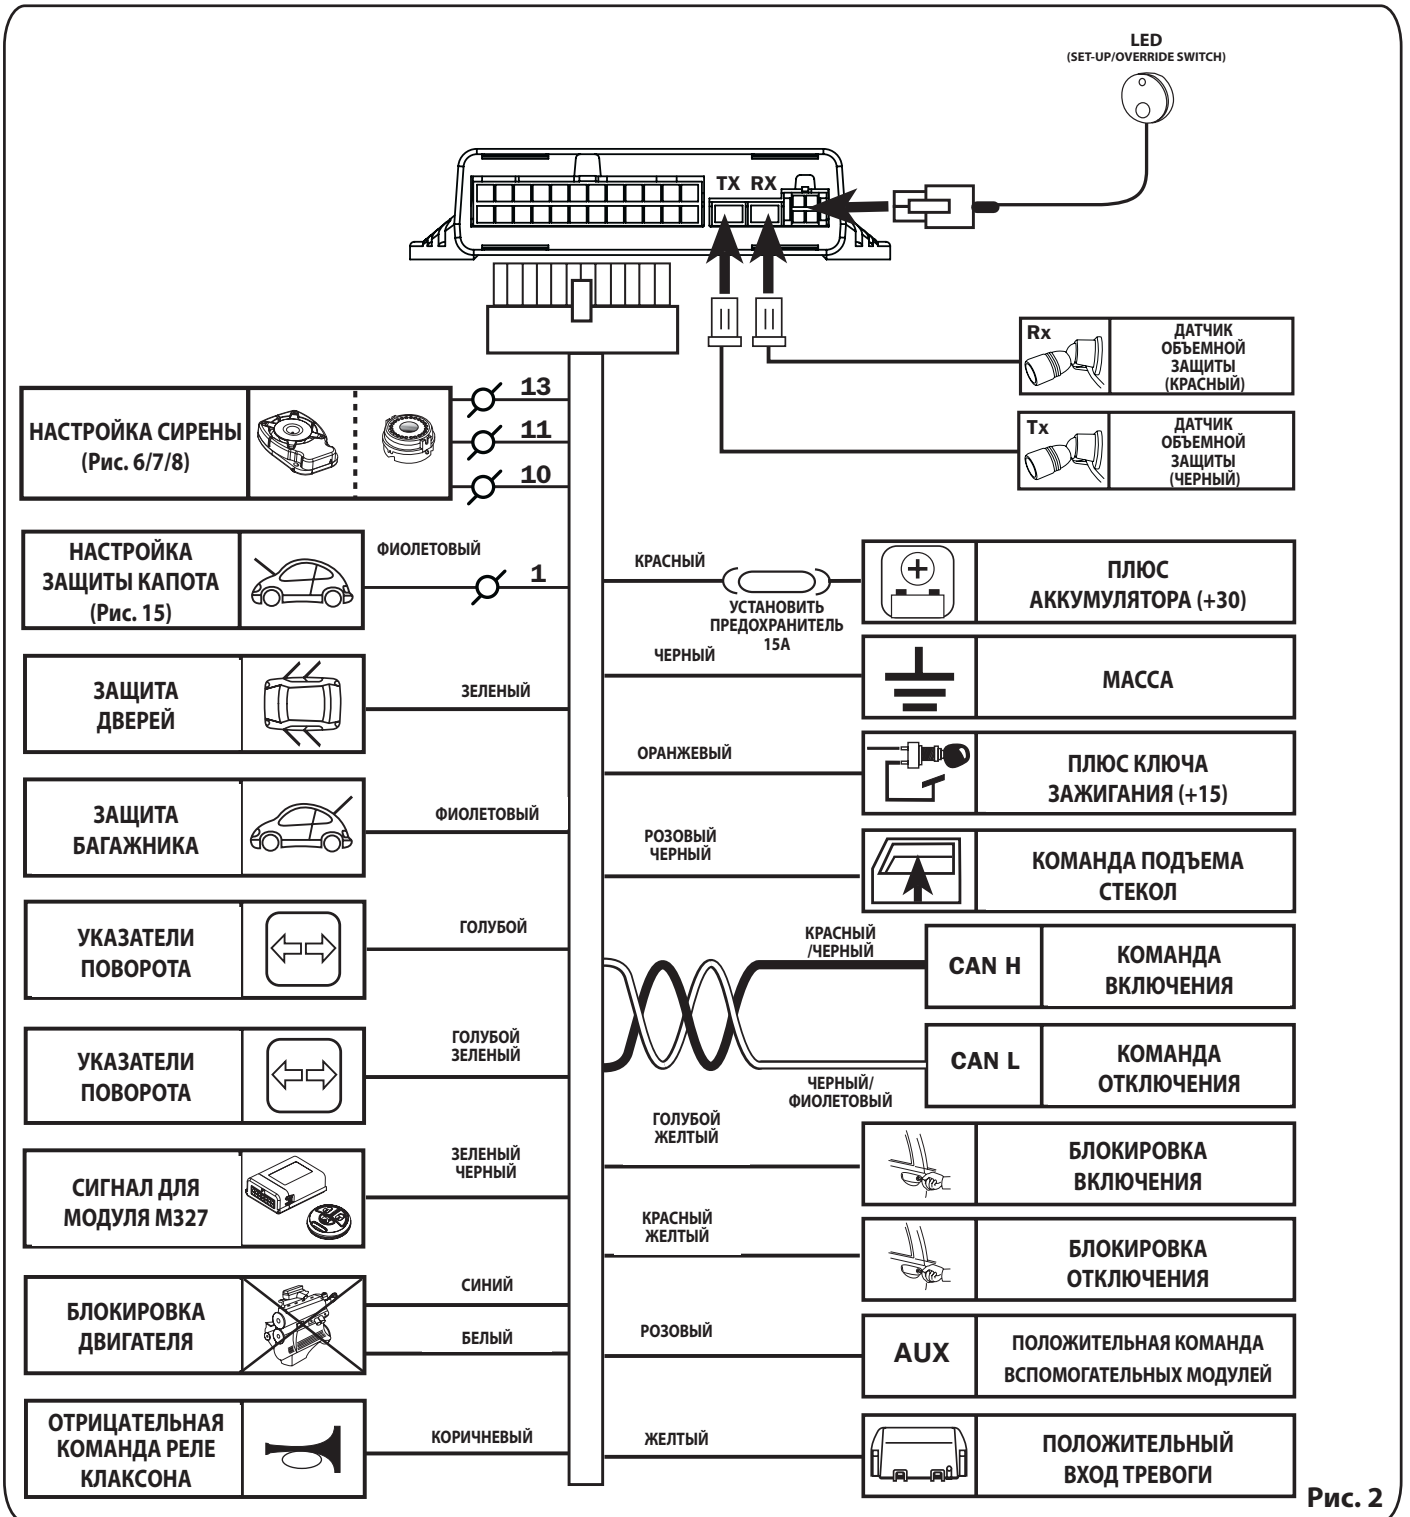 LED
(SET-UP/OVERRIDE SWITCH)
TX RX
Rx
ДАТЧИК
ОБЪЕМНОЙ
ЗАЩИТЫ
(КРАСНЫЙ)
Tx
ДАТЧИК
ОБЪЕМНОЙ
ЗАЩИТЫ
(ЧЕРНЫЙ)
НАСТРОЙКА СИРЕНЫ
(Рис. 6/7/8)
13
11
10
НАСТРОЙКА
ЗАЩИТЫ КАПОТА
(Рис. 15)
ФИОЛЕТОВЫЙ
1
ЗАЩИТА
ДВЕРЕЙ
ЗЕЛЕНЫЙ
ЗАЩИТА
БАГАЖНИКА
ФИОЛЕТОВЫЙ
УКАЗАТЕЛИ
ПОВОРОТА
ГОЛУБОЙ
УКАЗАТЕЛИ
ПОВОРОТА
ГОЛУБОЙ
ЗЕЛЕНЫЙ
СИГНАЛ ДЛЯ
МОДУЛЯ M327
ЗЕЛЕНЫЙ
ЧЕРНЫЙ
БЛОКИРОВКА
ДВИГАТЕЛЯ
СИНИЙ
БЕЛЫЙ
ОТРИЦАТЕЛЬНАЯ
КОМАНДА РЕЛЕ
КЛАКСОНА
КОРИЧНЕВЫЙ
КРАСНЫЙ
УСТАНОВИТЬ
ПРЕДОХРАНИТЕЛЬ
15А
ПЛЮС
АККУМУЛЯТОРА (+30)
ЧЕРНЫЙ
МАССА
ОРАНЖЕВЫЙ
ПЛЮС КЛЮЧА
ЗАЖИГАНИЯ (+15)
РОЗОВЫЙ
ЧЕРНЫЙ
КОМАНДА ПОДЪЕМА
СТЕКОЛ
КРАСНЫЙ
/ЧЕРНЫЙ
CAN H
КОМАНДА
ВКЛЮЧЕНИЯ
ЧЕРНЫЙ/
ФИОЛЕТОВЫЙ
CAN L
КОМАНДА
ОТКЛЮЧЕНИЯ
ГОЛУБОЙ
ЖЕЛТЫЙ
БЛОКИРОВКА
ВКЛЮЧЕНИЯ
КРАСНЫЙ
ЖЕЛТЫЙ
БЛОКИРОВКА
ОТКЛЮЧЕНИЯ
РОЗОВЫЙ
AUX
ПОЛОЖИТЕЛЬНАЯ КОМАНДА
ВСПОМОГАТЕЛЬНЫХ МОДУЛЕЙ
ЖЕЛТЫЙ
ПОЛОЖИТЕЛЬНЫЙ
ВХОД ТРЕВОГИ
Рис. 2